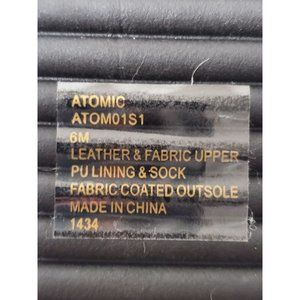 ATOMIC
ATOM01S1
6M
LEATHER & FABRIC UPPER
PU LINING & SOCK
FABRIC COATED OUTSOLE
MADE IN CHINA
1434